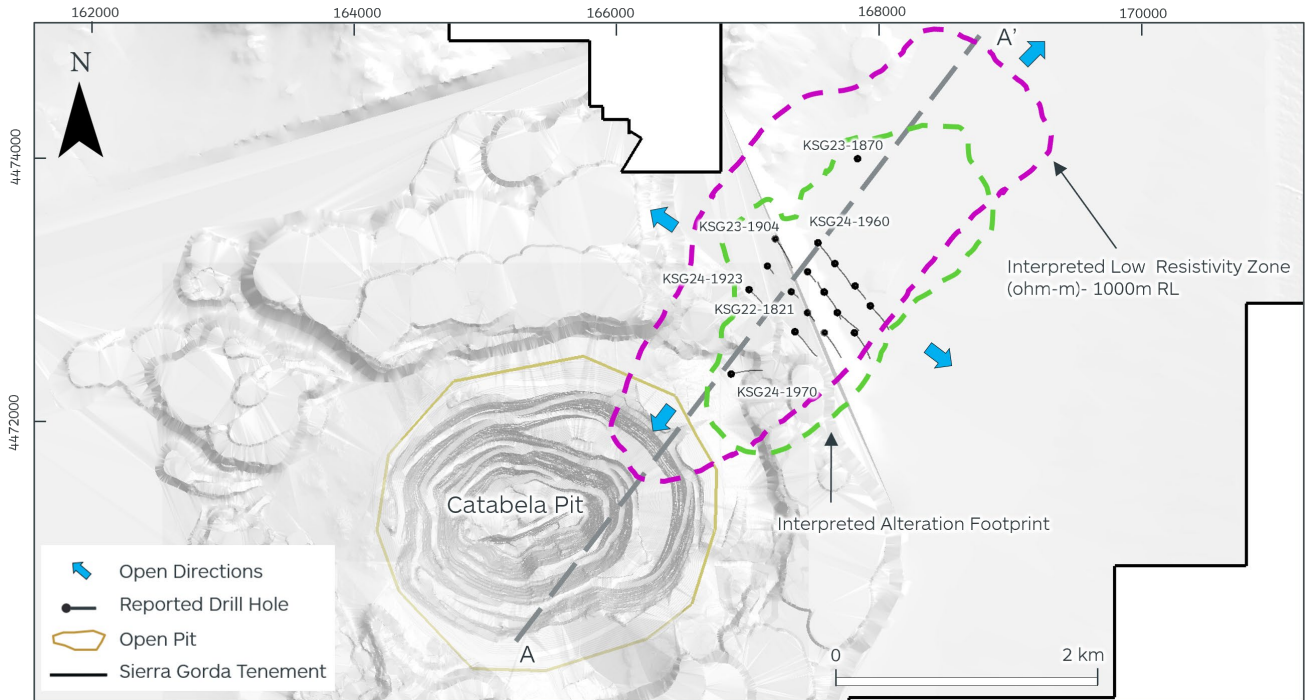 162000
164000
166000
168000
170000
N
A'
4474000
KSG23-1870
KSG23-1904
KSG24-1960
Interpreted Low Resistivity Zone
(ohm-m)- 1000m RL
KSG24-1923
KSG22-1821
KSG24-1970
4472000
Catabela Pit
Interpreted Alteration Footprint
Open Directions
Reported Drill Hole
Open Pit
Sierra Gorda Tenement
A
0
2 km